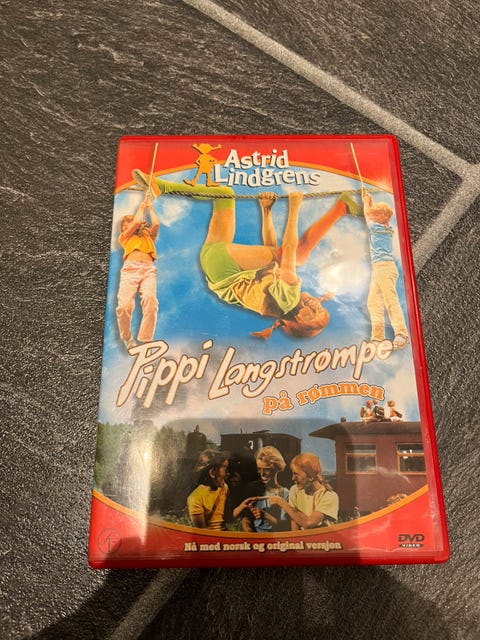 Astrid
Lindgrens
Pippi Langstrømpe
på rømmen
Nå med norsk og original versjon
DVD
VIDEO